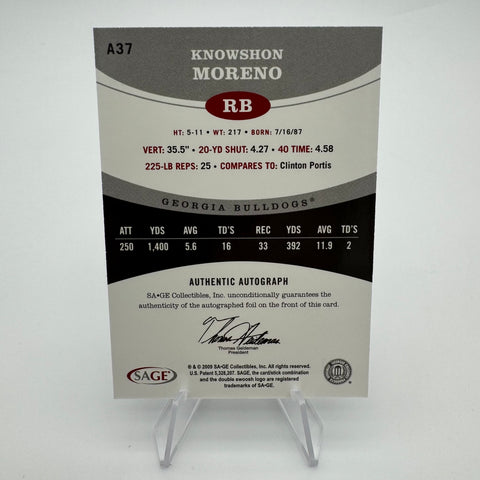 A37
KNOWSHON
MORENO
RB
HT: 5-11 • WT: 217 • BORN: 7/16/87
VERT: 35.5" • 20-YD SHUT: 4.27 • 40 TIME: 4.58
225-LB REPS: 25 • COMPARES TO: Clinton Portis
GEORGIA BULLDOGS®
ATT YDS AVG TD'S REC YDS AVG TD'S
250 1,400 5.6 16 33 392 11.9 2
AUTHENTIC AUTOGRAPH
SA•GE Collectibles, Inc. unconditionally guarantees the
authenticity of the autographed foil on the front of this card.
Thomas Geideman
President
SAGE
® & © 2009 SA•GE Collectibles, Inc. All rights reserved.
U.S. Patent 5,328,207. SAGE, the card/stick combination
and the double swoosh logo are registered
trademarks of SA•GE.